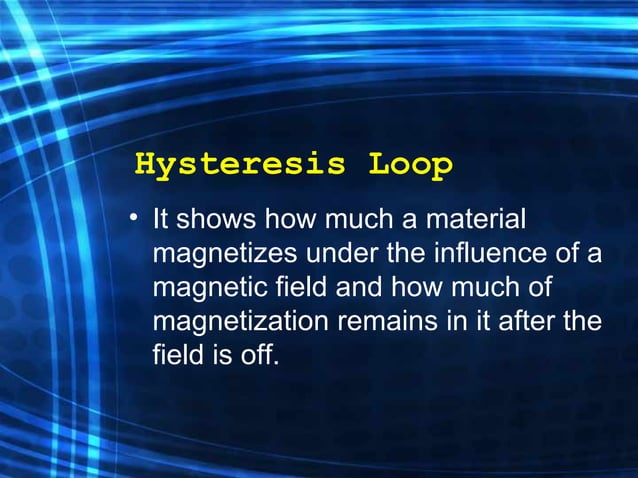 Hysteresis Loop
• It shows how much a material
magnetizes under the influence of a
magnetic field and how much of
magnetization remains in it after the
field is off.